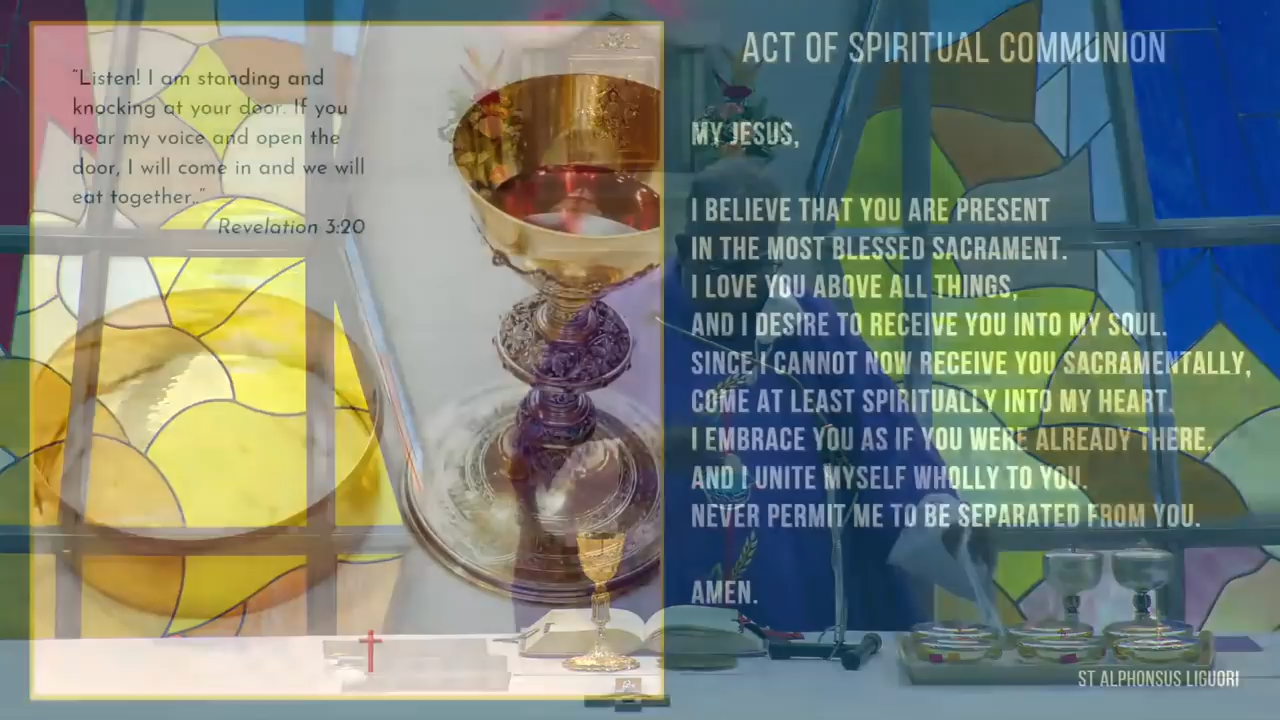 "Listen! I am standing and
knocking at your door. If you
hear my voice and open the
door, I will come in and we will
eat together,."
Revelation 3:20
ACT OF SPIRITUAL COMMUNION
MY JESUS,
I BELIEVE THAT YOU ARE PRESENT
IN THE MOST BLESSED SACRAMENT.
I LOVE YOU ABOVE ALL THINGS,
AND I DESIRE TO RECEIVE YOU INTO MY SOUL.
SINCE I CANNOT NOW RECEIVE YOU SACRAMENTALLY,
COME AT LEAST SPIRITUALLY INTO MY HEART.
I EMBRACE YOU AS IF YOU WERE ALREADY THERE,
AND I UNITE MYSELF WHOLLY TO YOU.
NEVER PERMIT ME TO BE SEPARATED FROM YOU.
AMEN.
ST ALPHONSUS LIGUORI